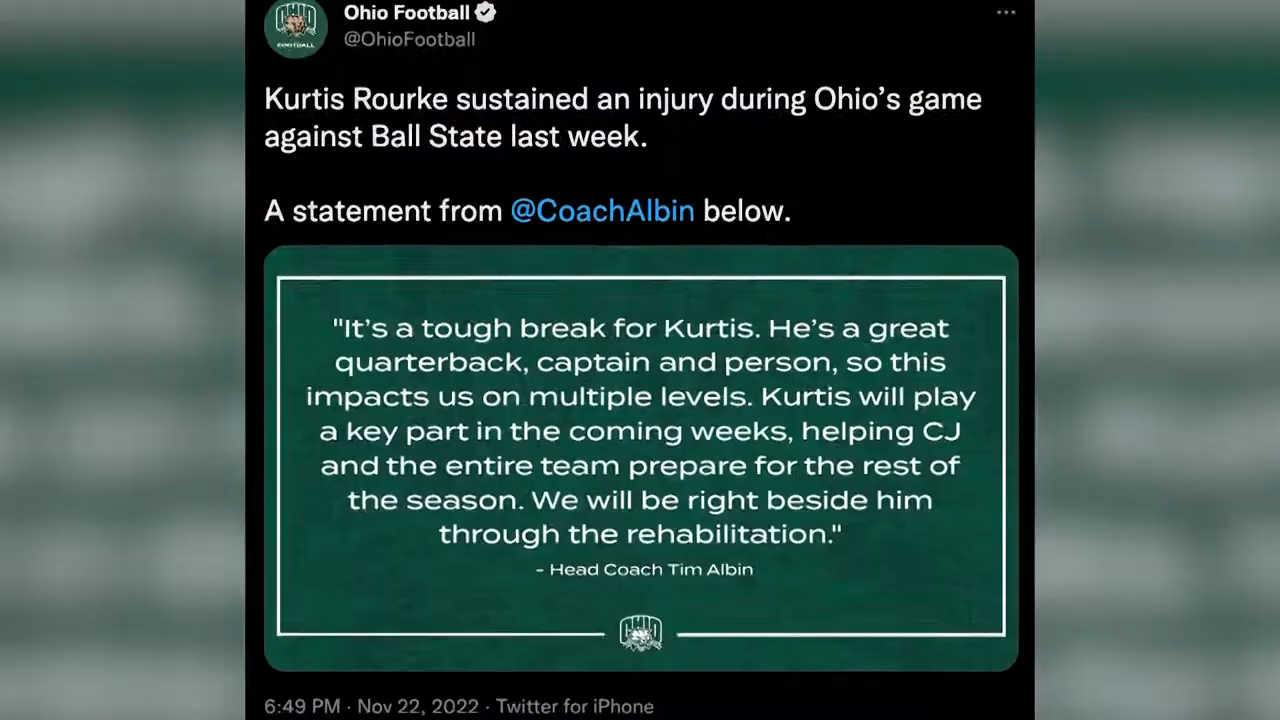 OHIO
FOOTBALL
Ohio Football
@OhioFootball
Kurtis Rourke sustained an injury during Ohio’s game
against Ball State last week.
A statement from @CoachAlbin below.
"It’s a tough break for Kurtis. He’s a great
quarterback, captain and person, so this
impacts us on multiple levels. Kurtis will play
a key part in the coming weeks, helping CJ
and the entire team prepare for the rest of
the season. We will be right beside him
through the rehabilitation."
- Head Coach Tim Albin
OHIO
6:49 PM · Nov 22, 2022 · Twitter for iPhone